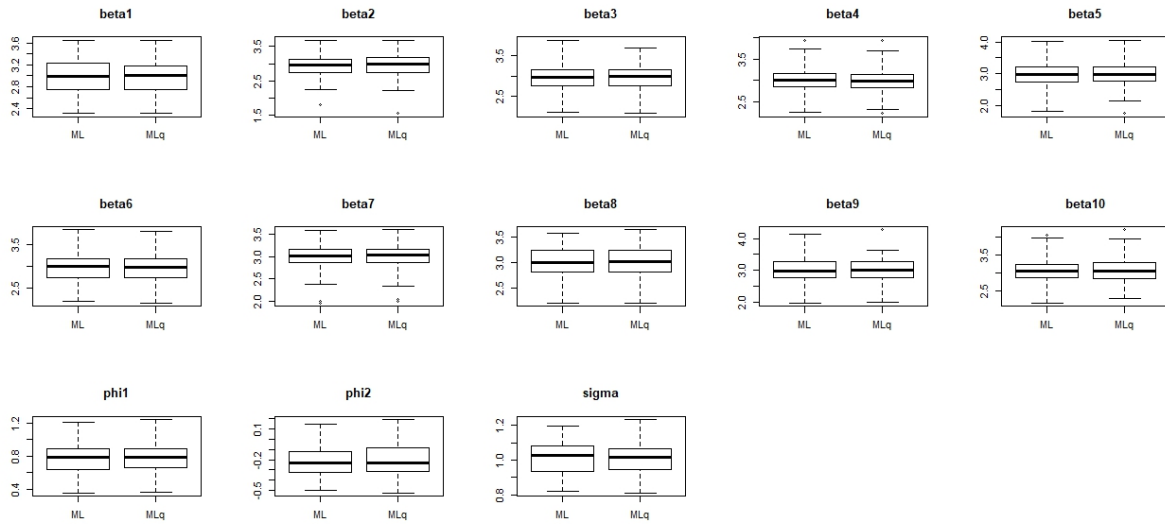 beta1
3.6
3.2
2.8
2.4
ML
MLq
beta2
3.5
2.5
1.5
ML
MLq
beta3
3.5
2.5
ML
MLq
beta4
3.5
2.5
ML
MLq
beta5
4.0
3.0
2.0
ML
MLq
beta6
3.5
2.5
ML
MLq
beta7
3.5
3.0
2.5
2.0
ML
MLq
beta8
3.5
3.0
2.5
ML
MLq
beta9
4.0
3.0
2.0
ML
MLq
beta10
3.5
2.5
ML
MLq
phi1
1.2
0.8
0.4
ML
MLq
phi2
0.1
-0.2
-0.5
ML
MLq
sigma
1.2
1.0
0.8
ML
MLq